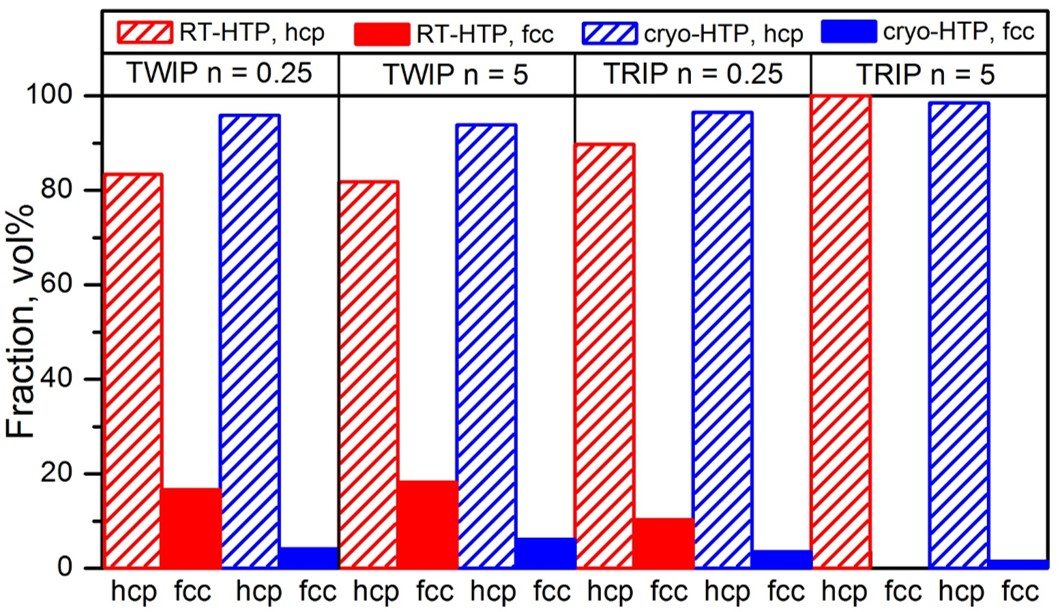 RT-HTP, hcp RT-HTP, fcc cryo-HTP, hcp cryo-HTP, fcc
TWIP n = 0.25 TWIP n = 5 TRIP n = 0.25 TRIP n = 5
Fraction, vol%
100
80
60
40
20
0
hcp fcc hcp fcc hcp fcc hcp fcc hcp fcc hcp fcc hcp fcc hcp fcc